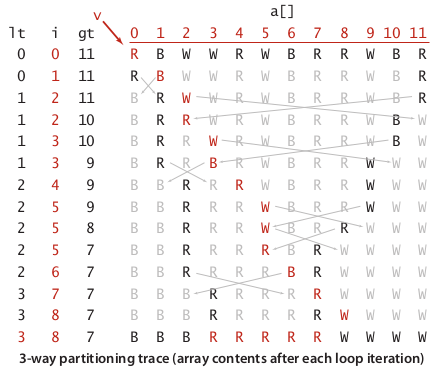 a[]
v
lt i gt 0 1 2 3 4 5 6 7 8 9 10 11
0 0 11 R B W W R W B R R W B R
0 1 11 R B W W R W B R R W B R
1 2 11 B R W W R W B R R W B R
1 2 10 B R R W R W B R R W B W
1 3 10 B R R W R W B R R W B W
1 3 9 B R R B R W B R R W W W
2 4 9 B B R R R W B R R W W W
2 5 9 B B R R R W B R R W W W
2 5 8 B B R R R W B R R W W W
2 5 7 B B R R R R B R W W W W
2 6 7 B B R R R R B R W W W W
3 7 7 B B B R R R R R W W W W
3 8 7 B B B R R R R R W W W W
3 8 7 B B B R R R R R W W W W
3-way partitioning trace (array contents after each loop iteration)